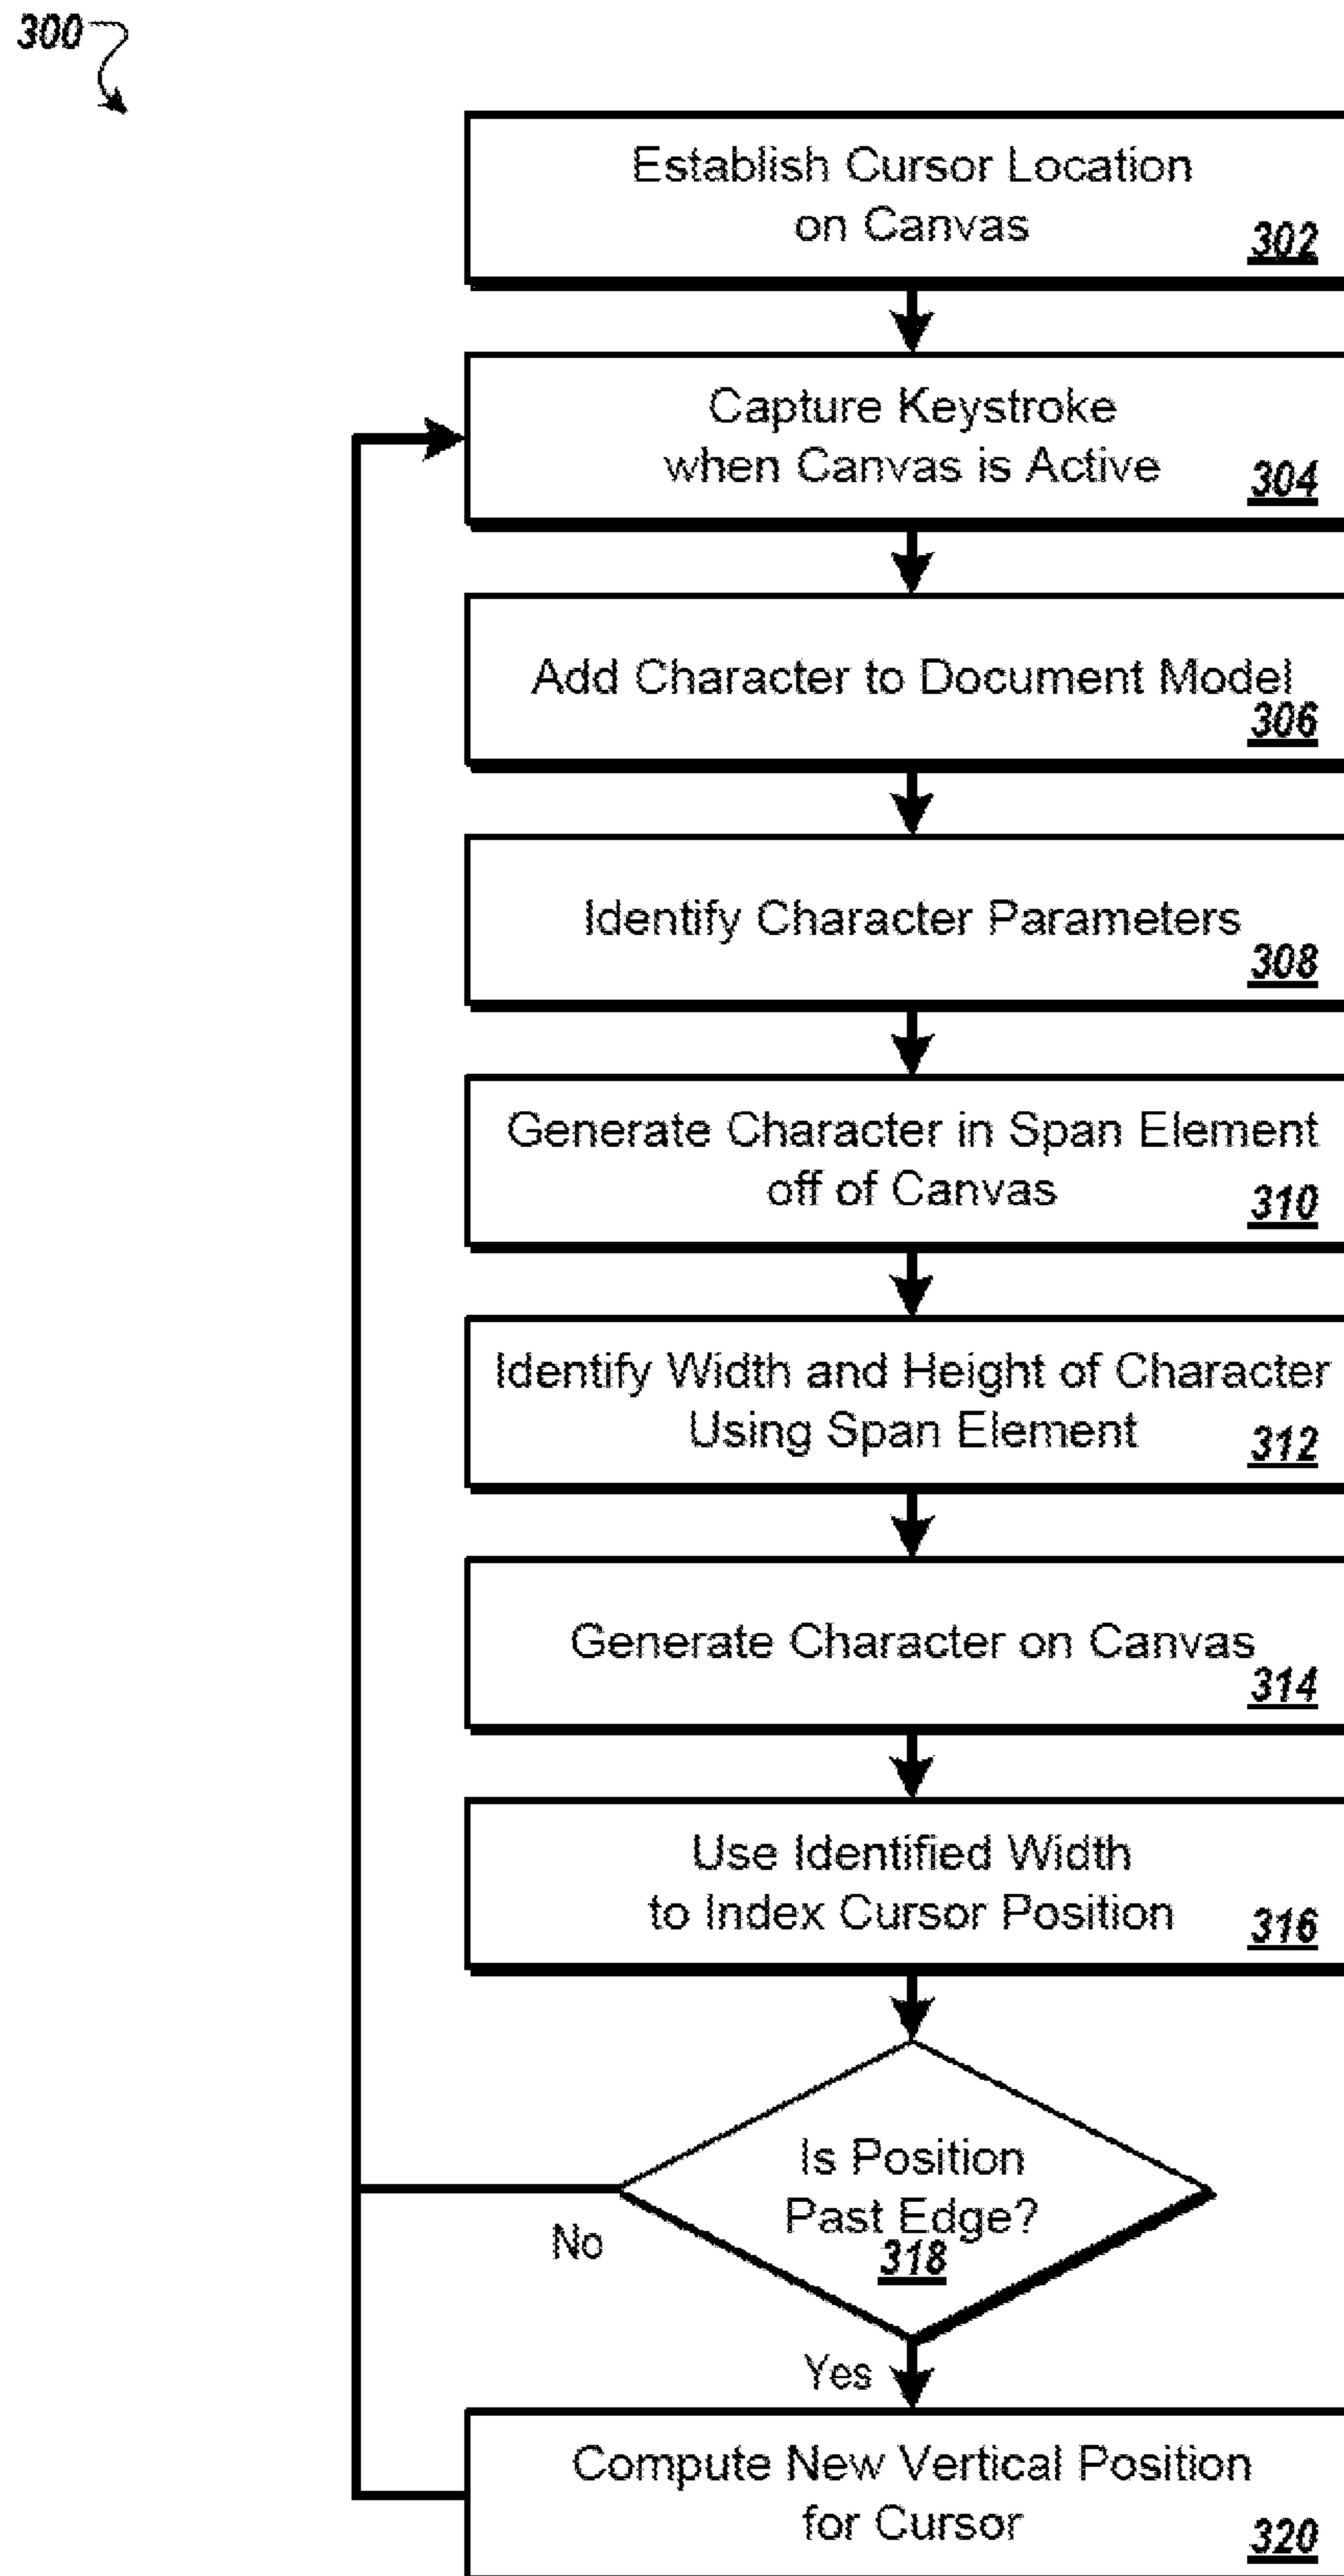 300
Establish Cursor Location
on Canvas
302
Capture Keystroke
when Canvas is Active
304
Add Character to Document Model
306
Identify Character Parameters
308
Generate Character in Span Element
off of Canvas
310
Identify Width and Height of Character
Using Span Element
312
Generate Character on Canvas
314
Use Identified Width
to Index Cursor Position
316
Is Position
Past Edge?
318
No
Yes
Compute New Vertical Position
for Cursor
320